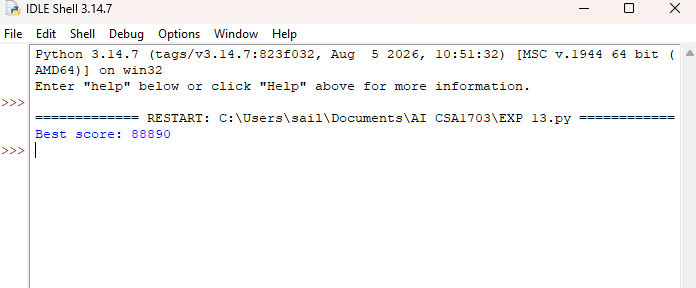 IDLE Shell 3.14.7
File Edit Shell Debug Options Window Help
Python 3.14.7 (tags/v3.14.7:823f032, Aug  5 2026, 10:51:32) [MSC v.1944 64 bit (
AMD64)] on win32
Enter "help" below or click "Help" above for more information.
>>>
============= RESTART: C:\Users\sail\Documents\AI CSA1703\EXP 13.py ============
Best score: 88890
>>>